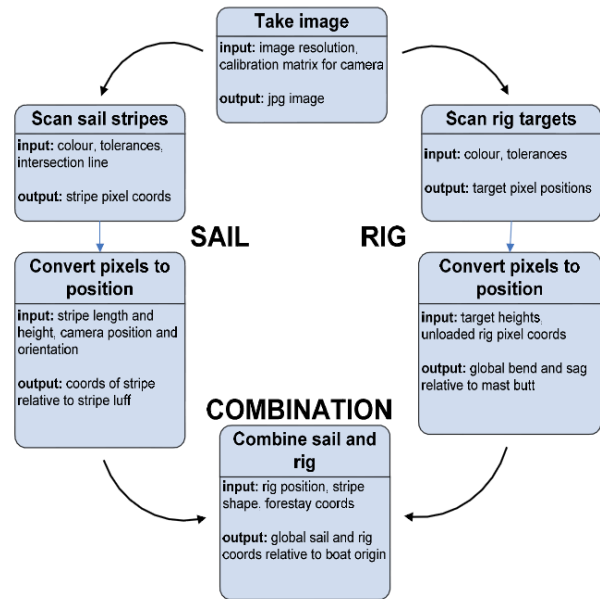 Take image
input: image resolution,
calibration matrix for camera
output: jpg image
Scan sail stripes
input: colour, tolerances,
intersection line
output: stripe pixel coords
Scan rig targets
input: colour, tolerances
output: target pixel positions
SAIL
RIG
Convert pixels to
position
input: stripe length and
height, camera position and
orientation
output: coords of stripe
relative to stripe luff
Convert pixels to
position
input: target heights,
unloaded rig pixel coords
output: global bend and sag
relative to mast butt
COMBINATION
Combine sail and
rig
input: rig position, stripe
shape. forestay coords
output: global sail and rig
coords relative to boat origin